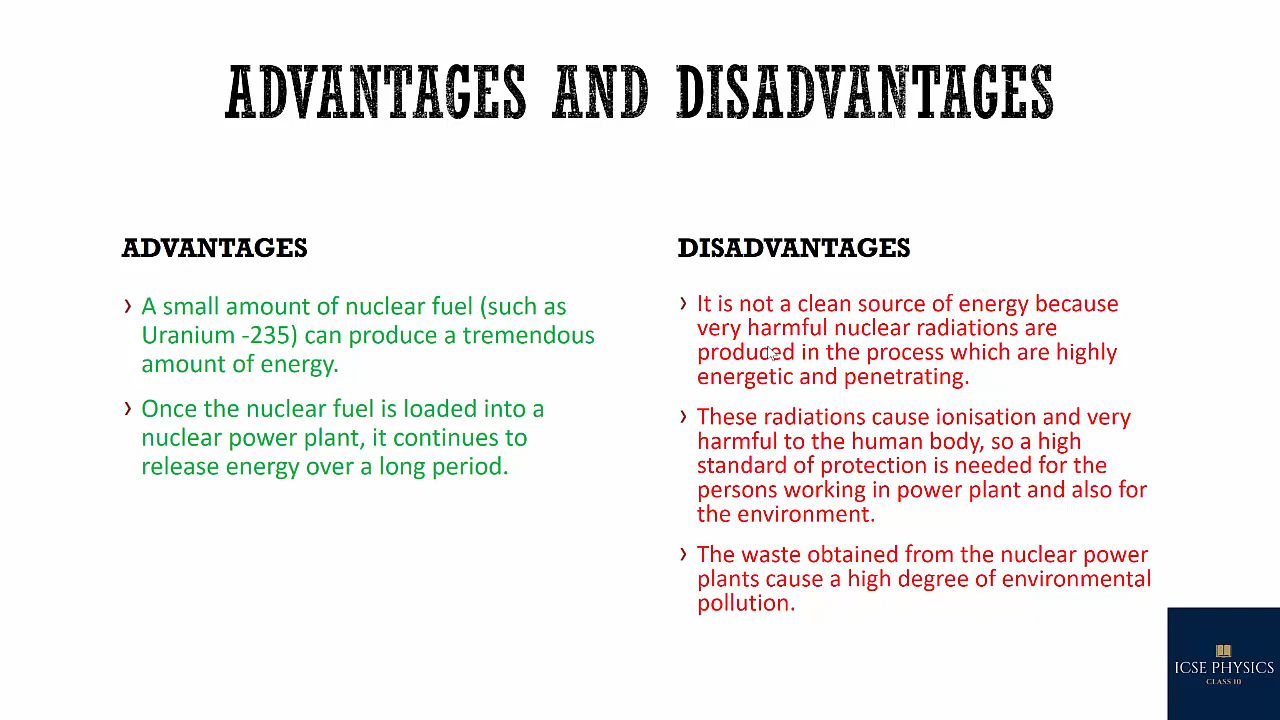 ADVANTAGES AND DISADVANTAGES
ADVANTAGES
› A small amount of nuclear fuel (such as
Uranium -235) can produce a tremendous
amount of energy.
› Once the nuclear fuel is loaded into a
nuclear power plant, it continues to
release energy over a long period.
DISADVANTAGES
› It is not a clean source of energy because
very harmful nuclear radiations are
produced in the process which are highly
energetic and penetrating.
› These radiations cause ionisation and very
harmful to the human body, so a high
standard of protection is needed for the
persons working in power plant and also for
the environment.
› The waste obtained from the nuclear power
plants cause a high degree of environmental
pollution.
ICSE PHYSICS
CLASS 10